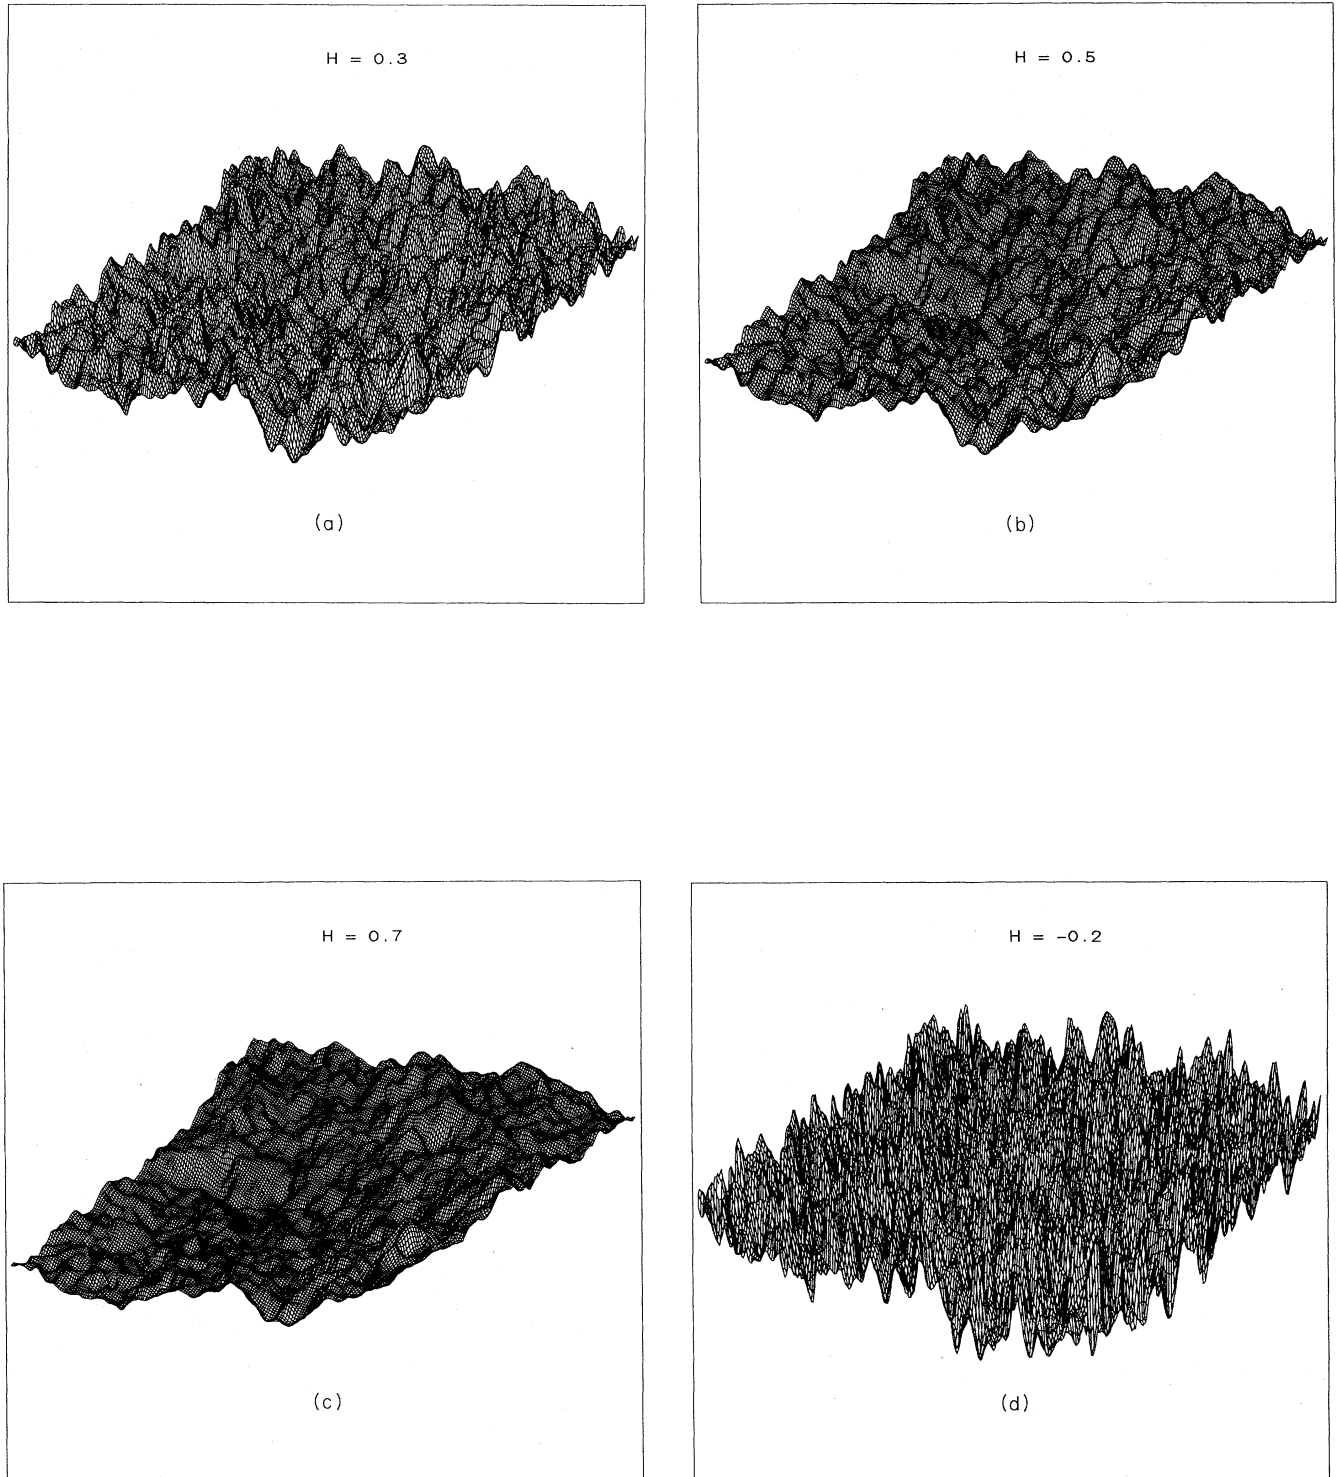 H = 0.3
H = 0.5
(a)
(b)
H = 0.7
H = -0.2
(c)
(d)